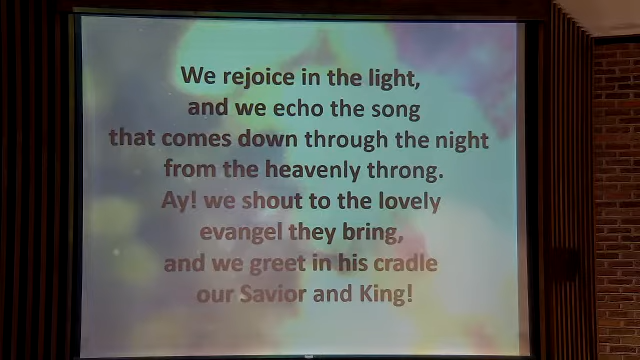 We rejoice in the light,
and we echo the song
that comes down through the night
from the heavenly throng.
Ay! we shout to the lovely
evangel they bring,
and we greet in his cradle
our Savior and King!